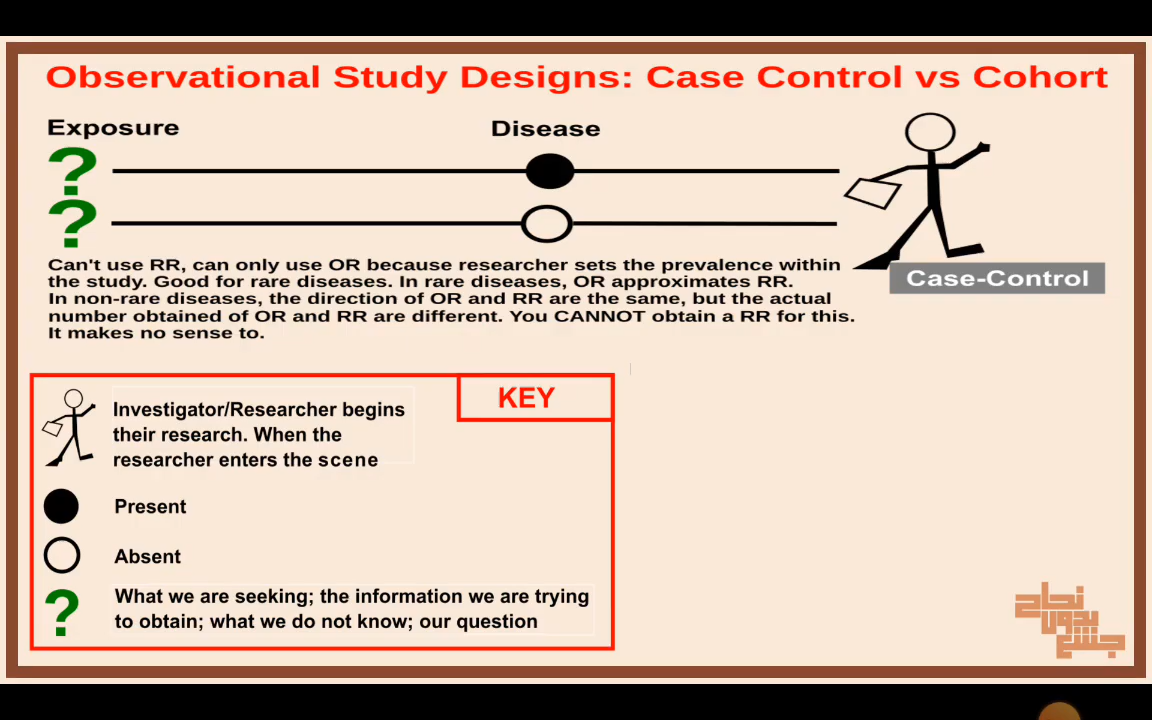 Observational Study Designs: Case Control vs Cohort
Exposure
Disease
?
?
Can't use RR, can only use OR because researcher sets the prevalence within
the study. Good for rare diseases. In rare diseases, OR approximates RR.
In non-rare diseases, the direction of OR and RR are the same, but the actual
number obtained of OR and RR are different. You CANNOT obtain a RR for this.
It makes no sense to.
Case-Control
KEY
Investigator/Researcher begins
their research. When the
researcher enters the scene
Present
Absent
?
What we are seeking; the information we are trying
to obtain; what we do not know; our question
نجاح
بدون
جشع